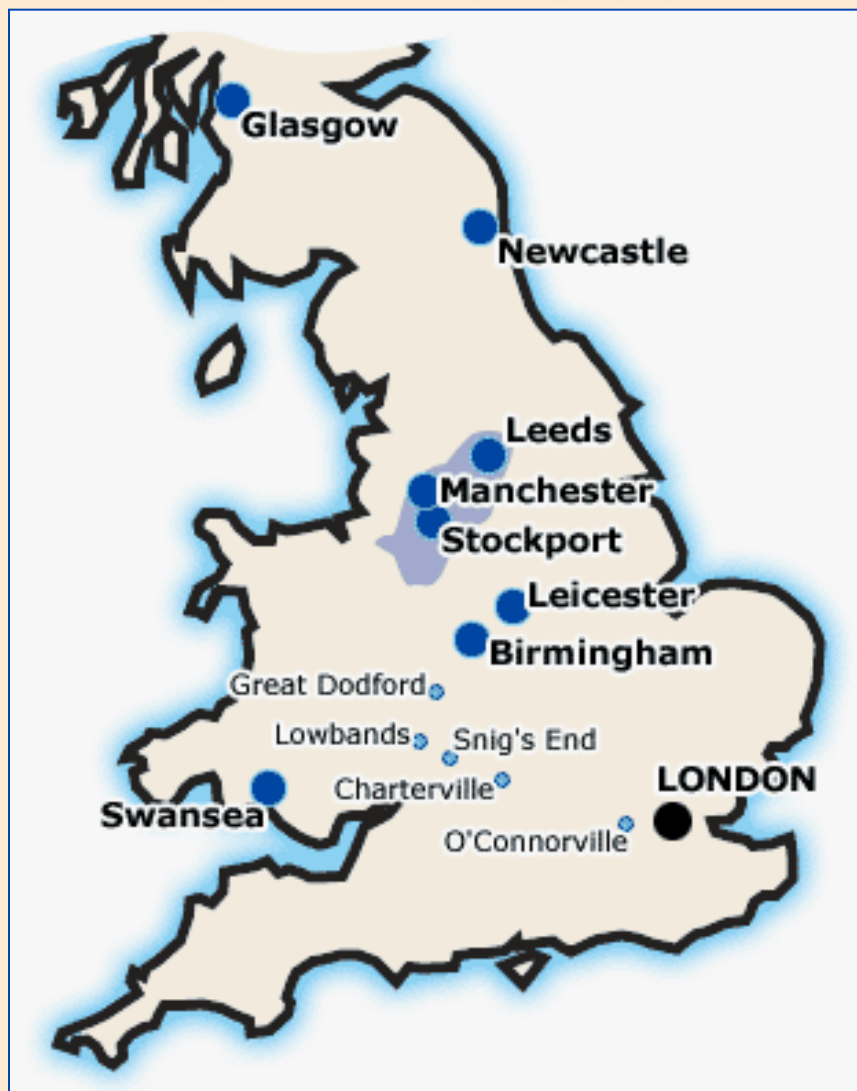 Glasgow
Newcastle
Leeds
Manchester
Stockport
Leicester
Birmingham
Great Dodford
Lowbands
Snig's End
Charterville
LONDON
Swansea
O'Connorville